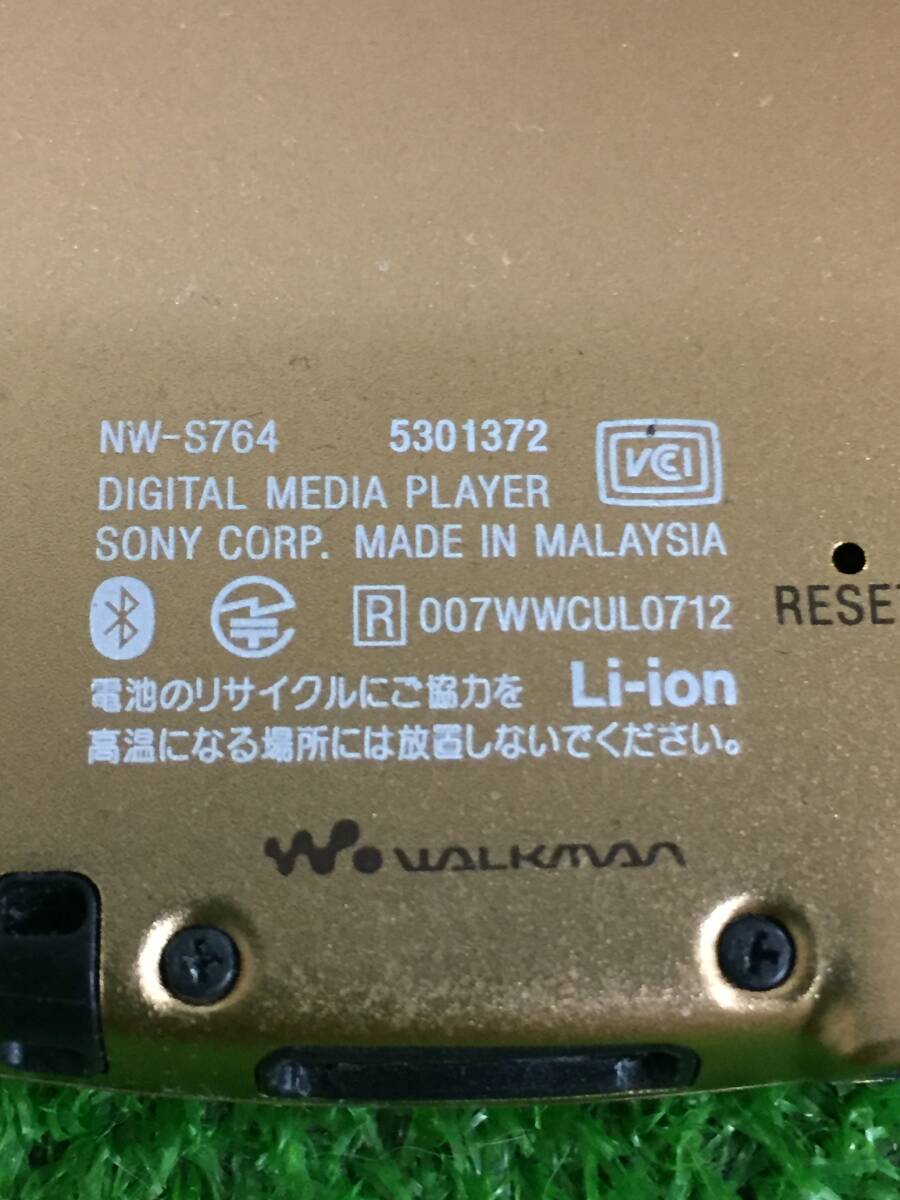 NW-S764 5301372 VCCI
DIGITAL MEDIA PLAYER
SONY CORP. MADE IN MALAYSIA
RESET
R 007WWCUL0712
電池のリサイクルにご協力を Li-ion
高温になる場所には放置しないでください。
W. WALKMAN